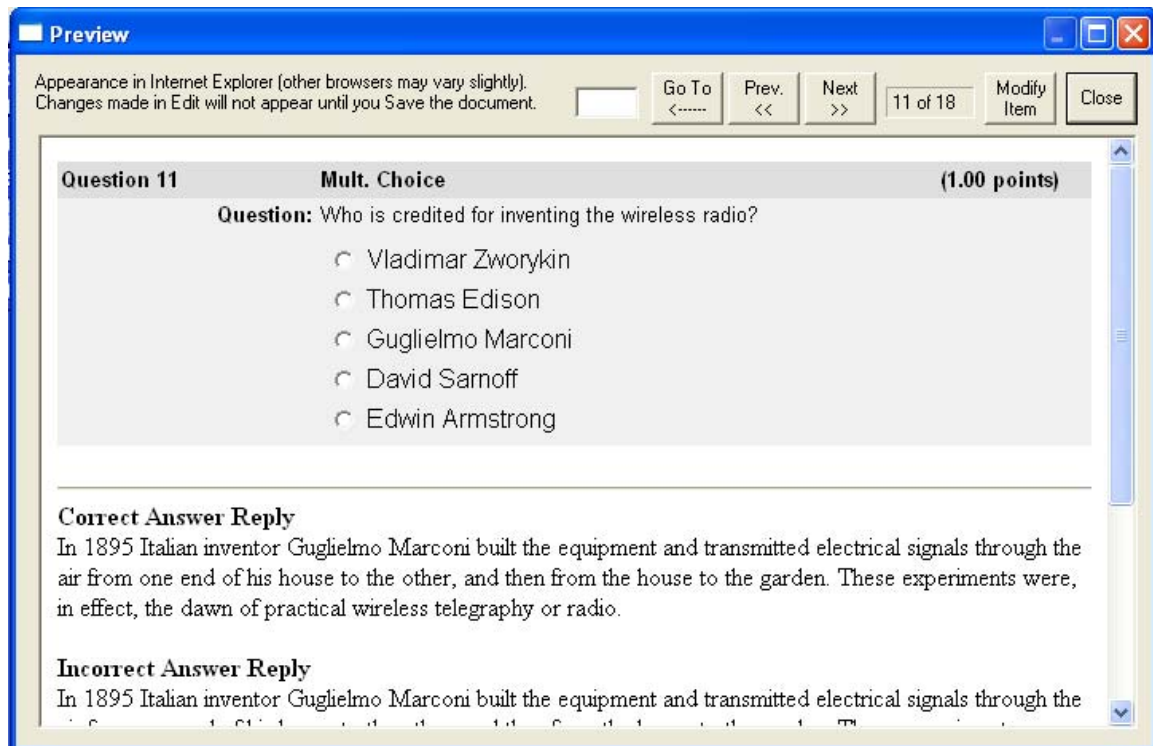 Preview
Appearance in Internet Explorer (other browsers may vary slightly).
Changes made in Edit will not appear until you Save the document.
Go To
<------
Prev.
<<
Next
>>
11 of 18
Modify
Item
Close
Question 11 Mult. Choice (1.00 points)
Question: Who is credited for inventing the wireless radio?
Vladimar Zworykin
Thomas Edison
Guglielmo Marconi
David Sarnoff
Edwin Armstrong
Correct Answer Reply
In 1895 Italian inventor Guglielmo Marconi built the equipment and transmitted electrical signals through the
air from one end of his house to the other, and then from the house to the garden. These experiments were,
in effect, the dawn of practical wireless telegraphy or radio.
Incorrect Answer Reply
In 1895 Italian inventor Guglielmo Marconi built the equipment and transmitted electrical signals through the